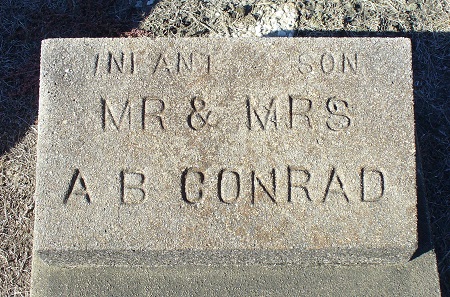 INFANT SON
MR & MRS
A B CONRAD